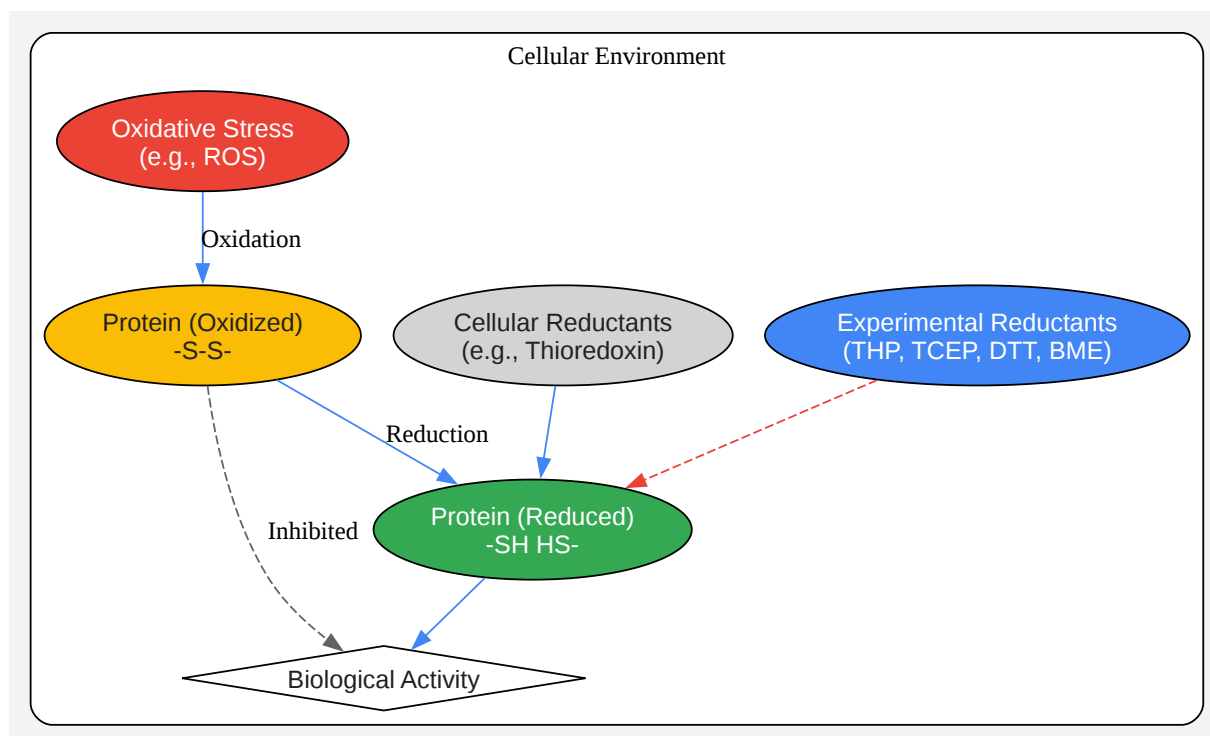 Cellular Environment
Oxidative Stress
(e.g., ROS)
Oxidation
Protein (Oxidized)
-S-S-
Cellular Reductants
(e.g., Thioredoxin)
Experimental Reductants
(THP, TCEP, DTT, BME)
Reduction
Inhibited
Protein (Reduced)
-SH HS-
Biological Activity